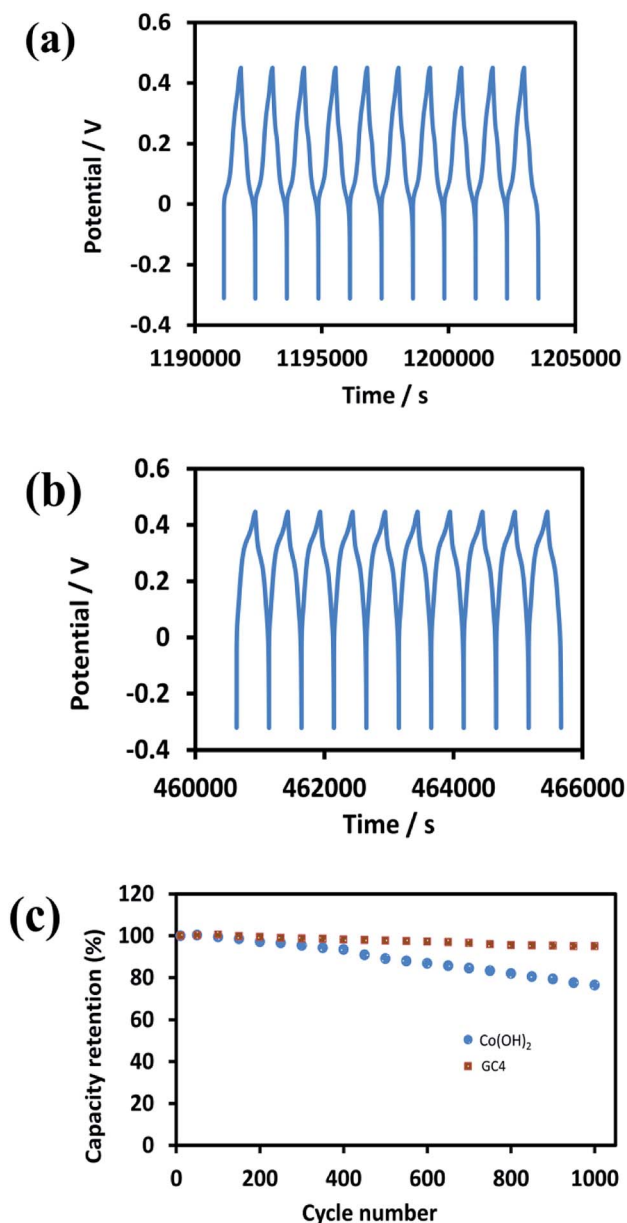 (a)
0.6
0.4
0.2
0
-0.2
-0.4
Potential / V
1190000 1195000 1200000 1205000
Time / s
(b)
0.6
0.4
0.2
0
-0.2
-0.4
Potential / V
460000 462000 464000 466000
Time / s
(c)
120
100
80
60
40
20
0
Capacity retention (%)
Co(OH)₂
GC4
0 200 400 600 800 1000
Cycle number